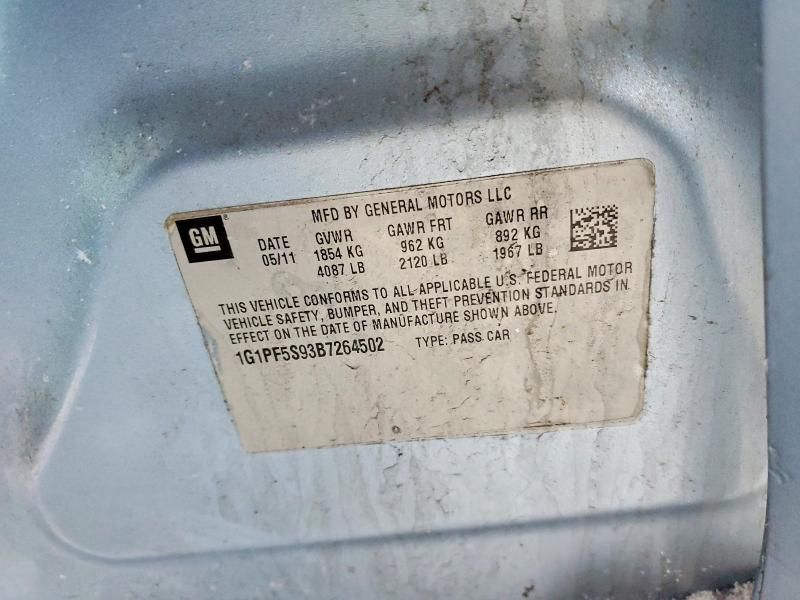 GM
MFD BY GENERAL MOTORS LLC
DATE GVWR GAWR FRT GAWR RR
05/11 1854 KG 962 KG 892 KG
4087 LB 2120 LB 1967 LB
THIS VEHICLE CONFORMS TO ALL APPLICABLE U.S. FEDERAL MOTOR
VEHICLE SAFETY, BUMPER, AND THEFT PREVENTION STANDARDS IN
EFFECT ON THE DATE OF MANUFACTURE SHOWN ABOVE.
1G1PF5S93B7264502 TYPE: PASS CAR